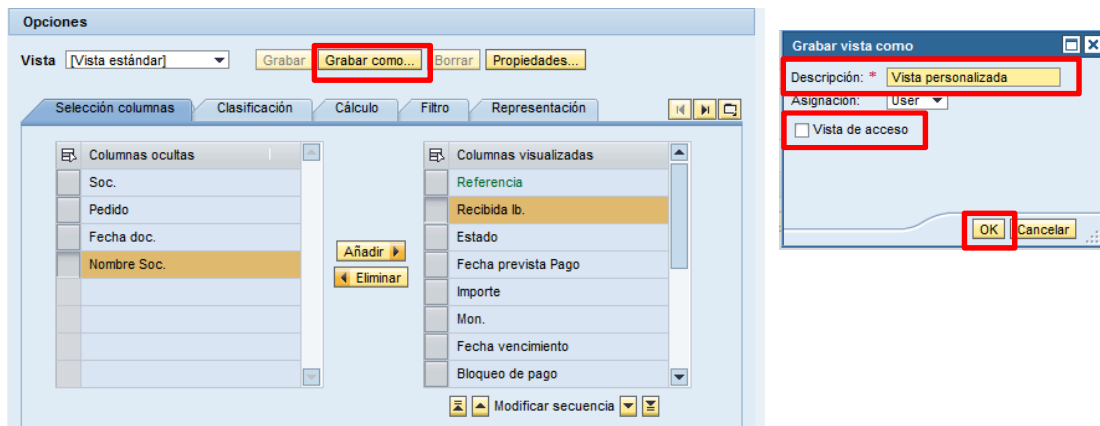 Opciones
Vista [Vista estándar] Grabar Grabar como... Borrar Propiedades...
Selección columnas Clasificación Cálculo Filtro Representación
Columnas ocultas
Soc.
Pedido
Fecha doc.
Nombre Soc.
Añadir
Eliminar
Columnas visualizadas
Referencia
Recibida Ib.
Estado
Fecha prevista Pago
Importe
Mon.
Fecha vencimiento
Bloqueo de pago
Modificar secuencia
Grabar vista como
Descripción: * Vista personalizada
Asignación: User
Vista de acceso
OK Cancelar